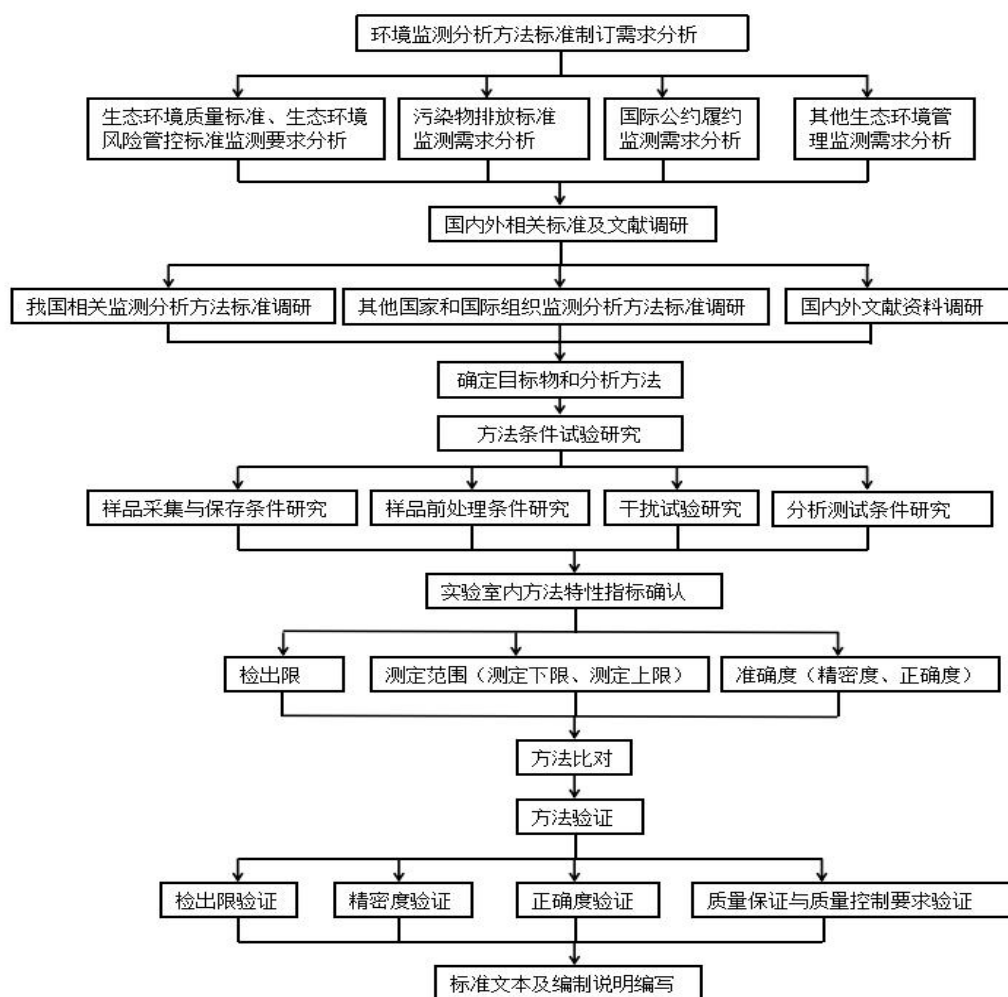 环境监测分析方法标准制订需求分析
生态环境质量标准、生态环境
风险管控标准监测要求分析
污染物排放标准
监测需求分析
国际公约履约
监测需求分析
其他生态环境管
理监测需求分析
国内外相关标准及文献调研
我国相关监测分析方法标准调研
其他国家和国际组织监测分析方法标准调研
国内外文献资料调研
确定目标物和分析方法
方法条件试验研究
样品采集与保存条件研究
样品前处理条件研究
干扰试验研究
分析测试条件研究
实验室内方法特性指标确认
检出限
测定范围（测定下限、测定上限）
准确度（精密度、正确度）
方法比对
方法验证
检出限验证
精密度验证
正确度验证
质量保证与质量控制要求验证
标准文本及编制说明编写